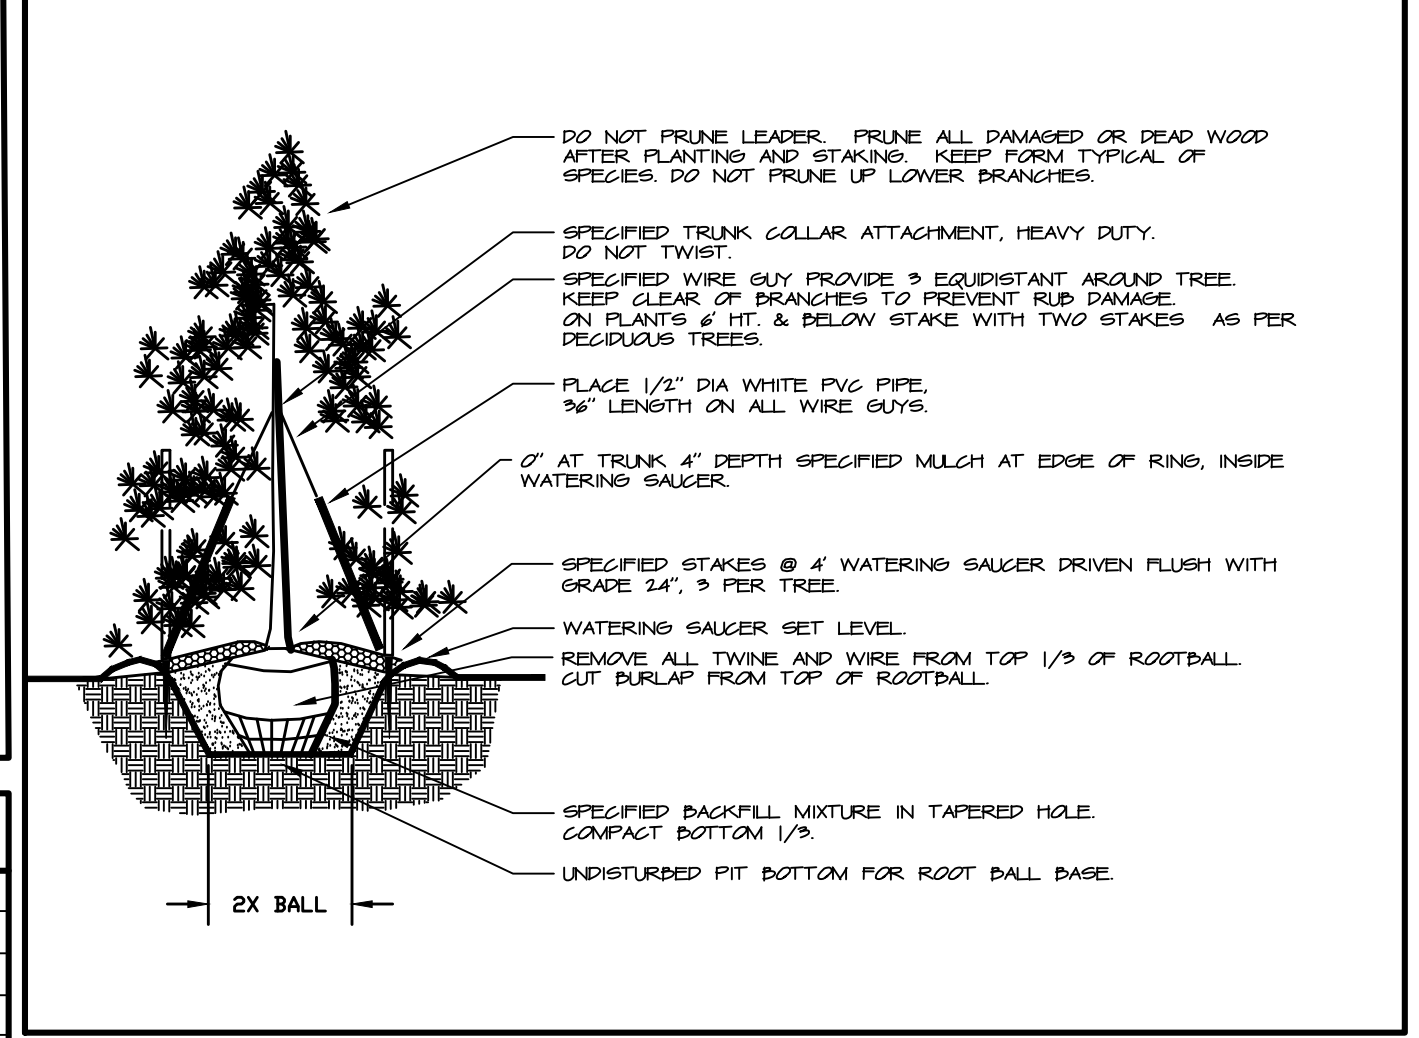 DO NOT PRUNE LEADER. PRUNE ALL DAMAGED OR DEAD WOOD
AFTER PLANTING AND STAKING. KEEP FORM TYPICAL OF
SPECIES. DO NOT PRUNE UP LOWER BRANCHES.
SPECIFIED TRUNK COLLAR ATTACHMENT, HEAVY DUTY.
DO NOT TWIST.
SPECIFIED WIRE GUY PROVIDE 3 EQUIDISTANT AROUND TREE.
KEEP CLEAR OF BRANCHES TO PREVENT RUB DAMAGE.
ON PLANTS 6' HT. & BELOW STAKE WITH TWO STAKES AS PER
DECIDUOUS TREES.
PLACE 1/2" DIA WHITE PVC PIPE,
36" LENGTH ON ALL WIRE GUYS.
0" AT TRUNK 4" DEPTH SPECIFIED MULCH AT EDGE OF RING, INSIDE
WATERING SAUCER.
SPECIFIED STAKES @ 4' WATERING SAUCER DRIVEN FLUSH WITH
GRADE 24", 3 PER TREE.
WATERING SAUCER SET LEVEL.
REMOVE ALL TWINE AND WIRE FROM TOP 1/3 OF ROOTBALL.
CUT BURLAP FROM TOP OF ROOTBALL.
SPECIFIED BACKFILL MIXTURE IN TAPERED HOLE.
COMPACT BOTTOM 1/3.
UNDISTURBED PIT BOTTOM FOR ROOT BALL BASE.
2X BALL